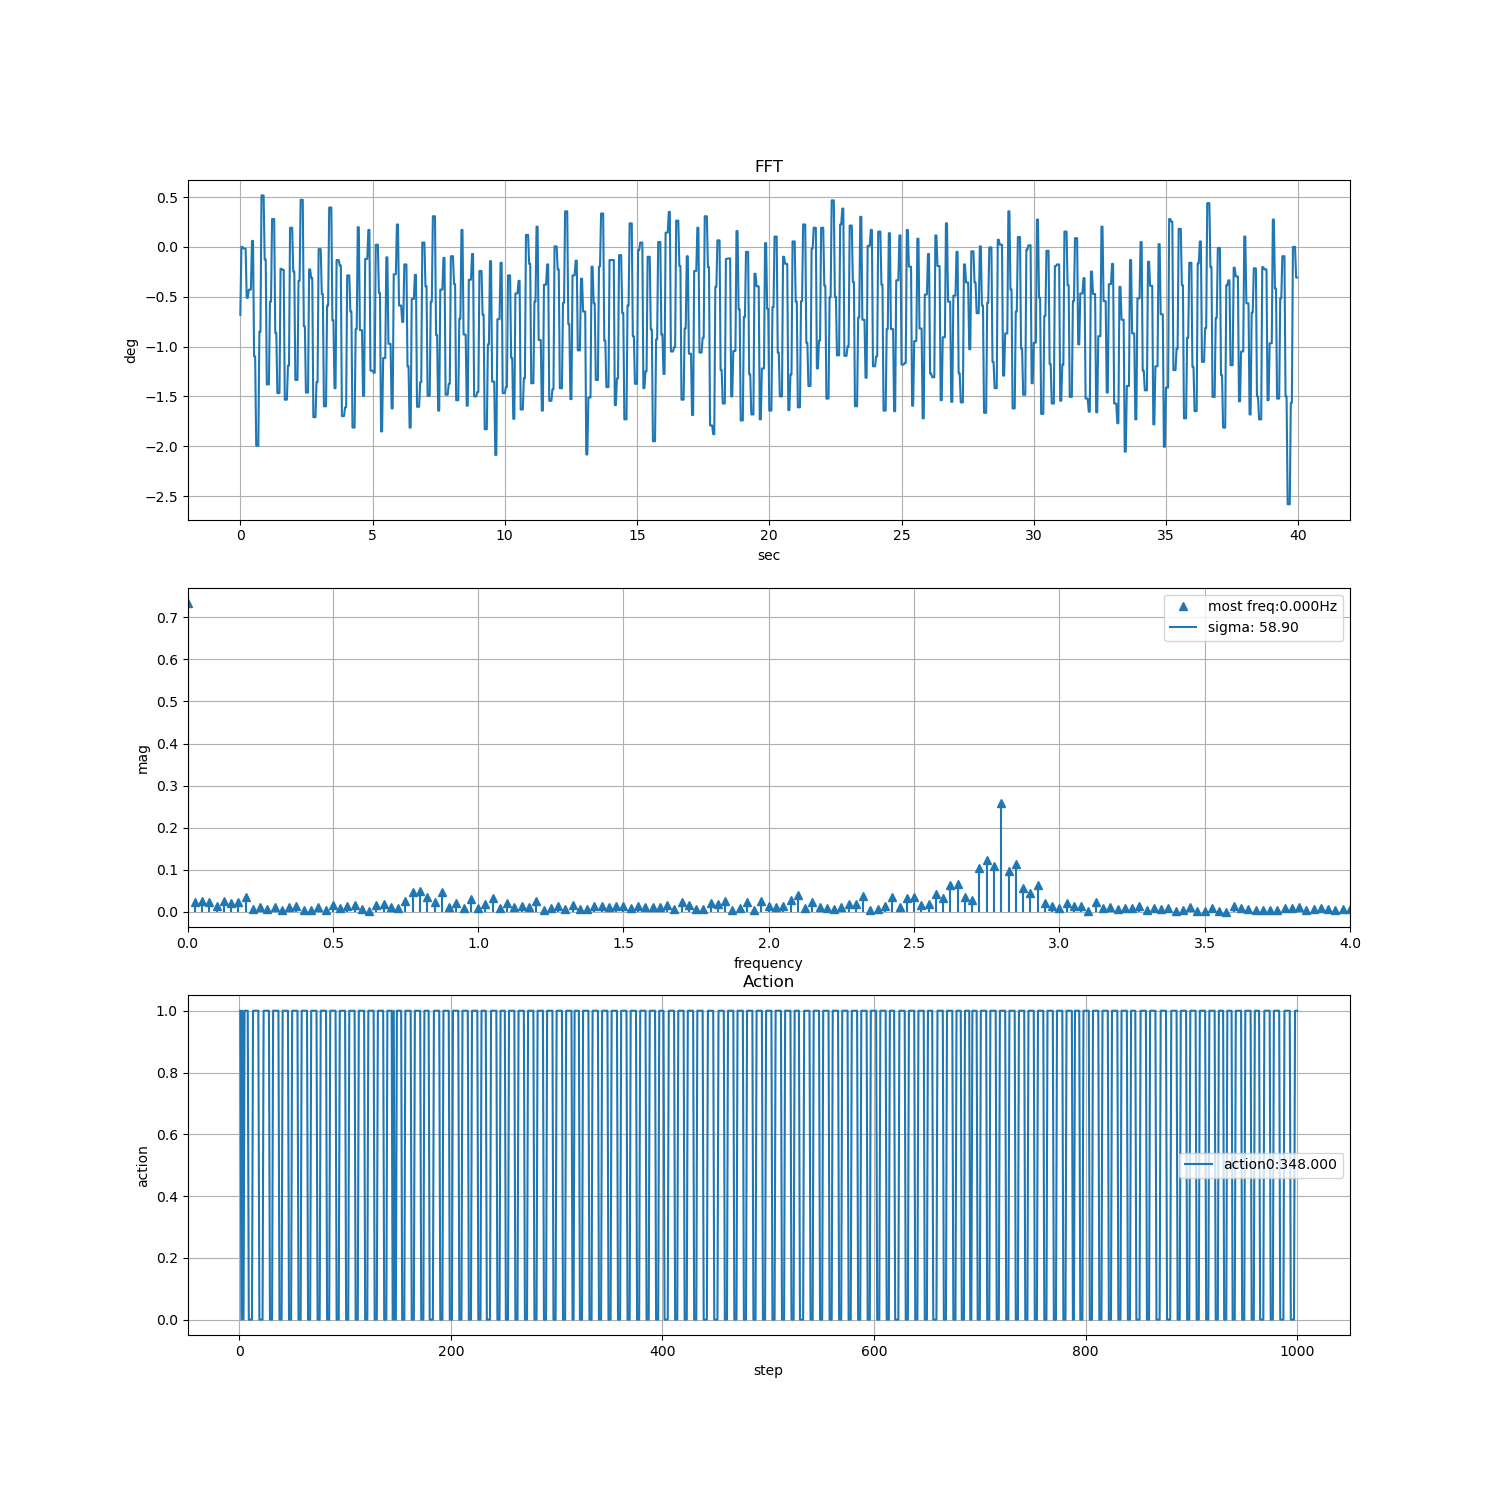 FFT
0.5
0.0
−0.5
−1.0
−1.5
−2.0
−2.5
deg
0 5 10 15 20 25 30 35 40
sec
0.7
0.6
0.5
0.4
0.3
0.2
0.1
0.0
mag
most freq:0.000Hz
sigma: 58.90
0.0 0.5 1.0 1.5 2.0 2.5 3.0 3.5 4.0
frequency
Action
1.0
0.8
0.6
0.4
0.2
0.0
action
action0:348.000
0 200 400 600 800 1000
step